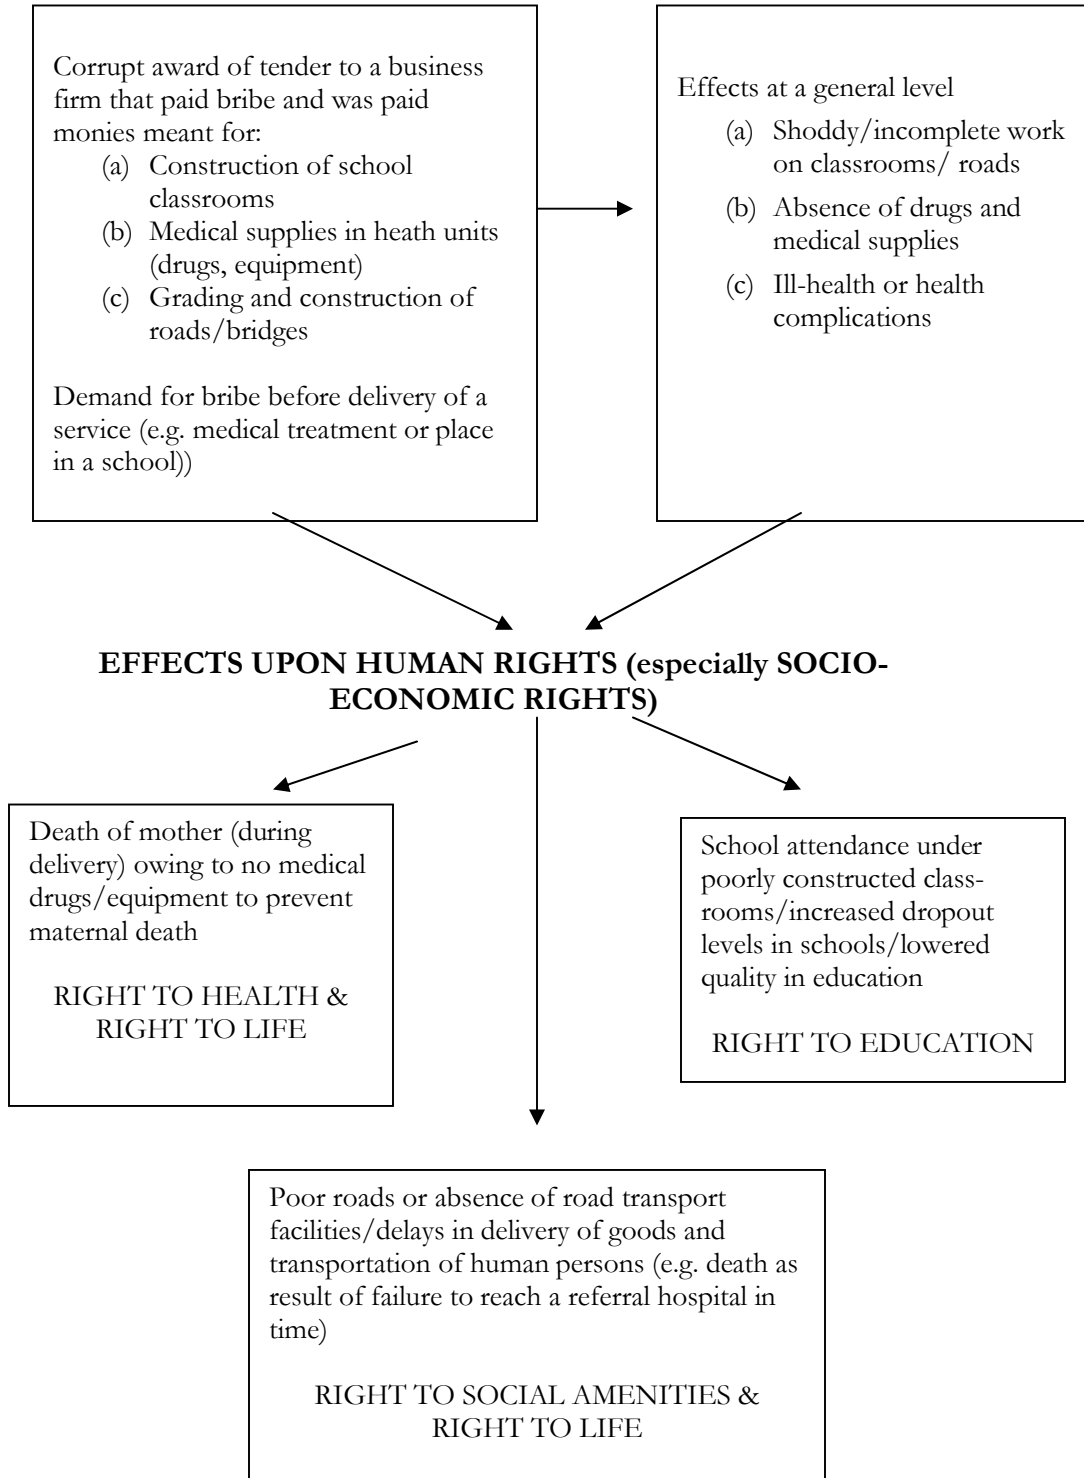 Corrupt award of tender to a business
firm that paid bribe and was paid
monies meant for:
(a) Construction of school
classrooms
(b) Medical supplies in heath units
(drugs, equipment)
(c) Grading and construction of
roads/bridges
Demand for bribe before delivery of a
service (e.g. medical treatment or place
in a school))
Effects at a general level
(a) Shoddy/incomplete work
on classrooms/ roads
(b) Absence of drugs and
medical supplies
(c) Ill-health or health
complications
EFFECTS UPON HUMAN RIGHTS (especially SOCIO-
ECONOMIC RIGHTS)
Death of mother (during
delivery) owing to no medical
drugs/equipment to prevent
maternal death
RIGHT TO HEALTH &
RIGHT TO LIFE
School attendance under
poorly constructed class-
rooms/increased dropout
levels in schools/lowered
quality in education
RIGHT TO EDUCATION
Poor roads or absence of road transport
facilities/delays in delivery of goods and
transportation of human persons (e.g. death as
result of failure to reach a referral hospital in
time)
RIGHT TO SOCIAL AMENITIES &
RIGHT TO LIFE